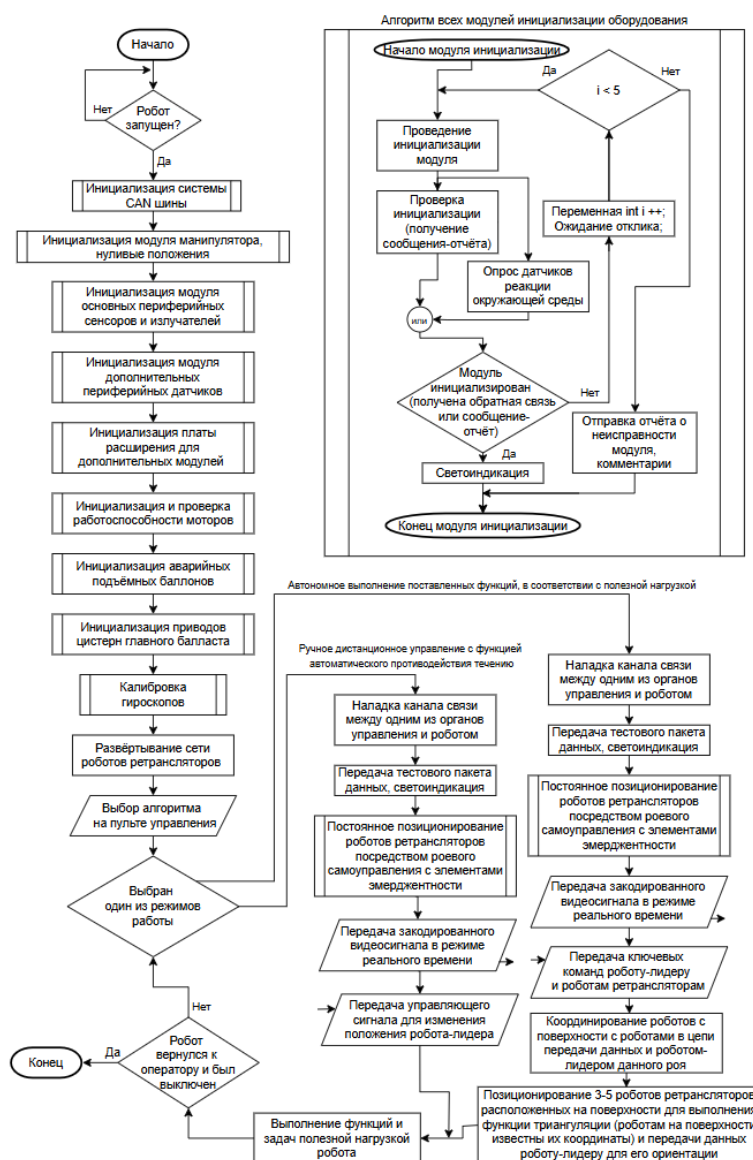 Алгоритм всех модулей инициализации оборудования
Начало
Нет
Робот
запущен?
Да
Инициализация системы
CAN шины
Инициализация модуля манипулятора,
нуливые положения
Инициализация модуля
основных периферийных
сенсоров и излучателей
Инициализация модуля
дополнительных
периферийных датчиков
Инициализация платы
расширения для
дополнительных модулей
Инициализация и проверка
работоспособности моторов
Инициализация аварийных
подъёмных баллонов
Инициализация приводов
цистерн главного балласта
Калибровка
гироскопов
Развёртывание сети
роботов ретрансляторов
Выбор алгоритма
на пульте управления
Выбран
один из режимов
работы
Нет
Робот
вернулся к
оператору и был
выключен
Да
Конец
Начало модуля инициализации
Да
Нет
i < 5
Проведение
инициализации
модуля
Проверка
инициализации
(получение
сообщения-отчёта)
Переменная int i ++;
Ожидание отклика;
Опрос датчиков
реакции
окружающей среды
или
Модуль
инициализирован
(получена обратная связь
или сообщение-
отчёт)
Нет
Да
Отправка отчёта о
неисправности
модуля,
комментарии
Светоиндикация
Конец модуля инициализации
Автономное выполнение поставленных функций, в соответствии с полезной нагрузкой
Ручное дистанционное управление с функцией
автоматического противодействия течению
Наладка канала связи
между одним из органов
управления и роботом
Передача тестового пакета
данных, светоиндикация
Постоянное позиционирование
роботов ретрансляторов
посредством роевого
самоуправления с элементами
эмерджентности
Передача закодированного
видеосигнала в режиме
реального времени
Передача управляющего
сигнала для изменения
положения робота-лидера
Наладка канала связи
между одним из органов
управления и роботом
Передача тестового пакета
данных, светоиндикация
Постоянное позиционирование
роботов ретрансляторов
посредством роевого
самоуправления с элементами
эмерджентности
Передача закодированного
видеосигнала в режиме
реального времени
Передача ключевых
команд роботу-лидеру
и роботам ретрансляторам
Координирование роботов с
поверхности с роботами в цепи
передачи данных и роботом-
лидером данного роя
Позиционирование 3-5 роботов ретрансляторов
расположенных на поверхности для выполнения
функции триангуляции (роботам на поверхности
известны их координаты) и передачи данных
роботу-лидеру для его ориентации
Выполнение функций и
задач полезной нагрузкой
робота